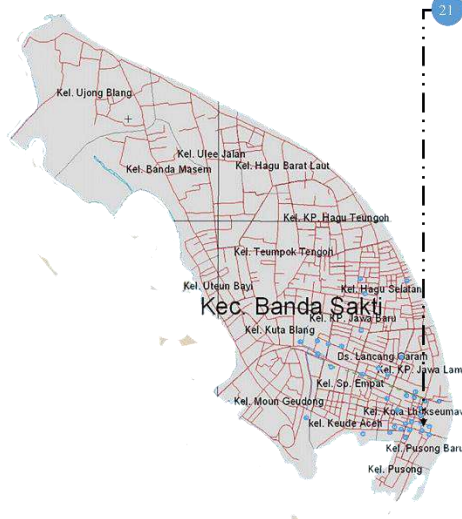 21
Kel. Ujong Blang
Kel. Ulee Jalan
Kel. Banda Masem
Kel. Hagu Barat Laut
Kel. KP. Hagu Teungoh
Kel. Teumpok Tengoh
Kel. Uteun Bayi
Kel. Hagu Selatan
Kec. Banda Sakti
Kel. KP. Jawa Baru
Kel. Kuta Blang
Ds. Lancang Garam
Kel. KP. Jawa Lam
Kel. Sp. Empat
Kel. Moun Geudong
Kel. Kota Lhokseumaw
kel. Keude Aceh
Kel. Pusong Baru
Kel. Pusong